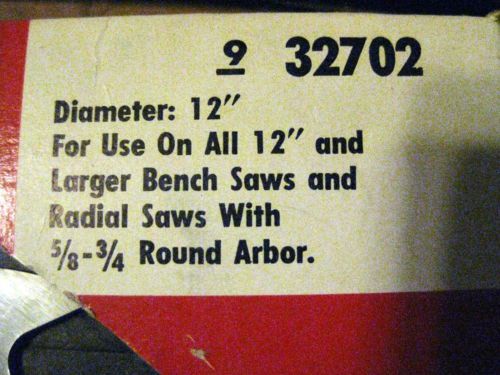 9 32702
Diameter: 12″
For Use On All 12″ and
Larger Bench Saws and
Radial Saws With
5/8-3/4 Round Arbor.